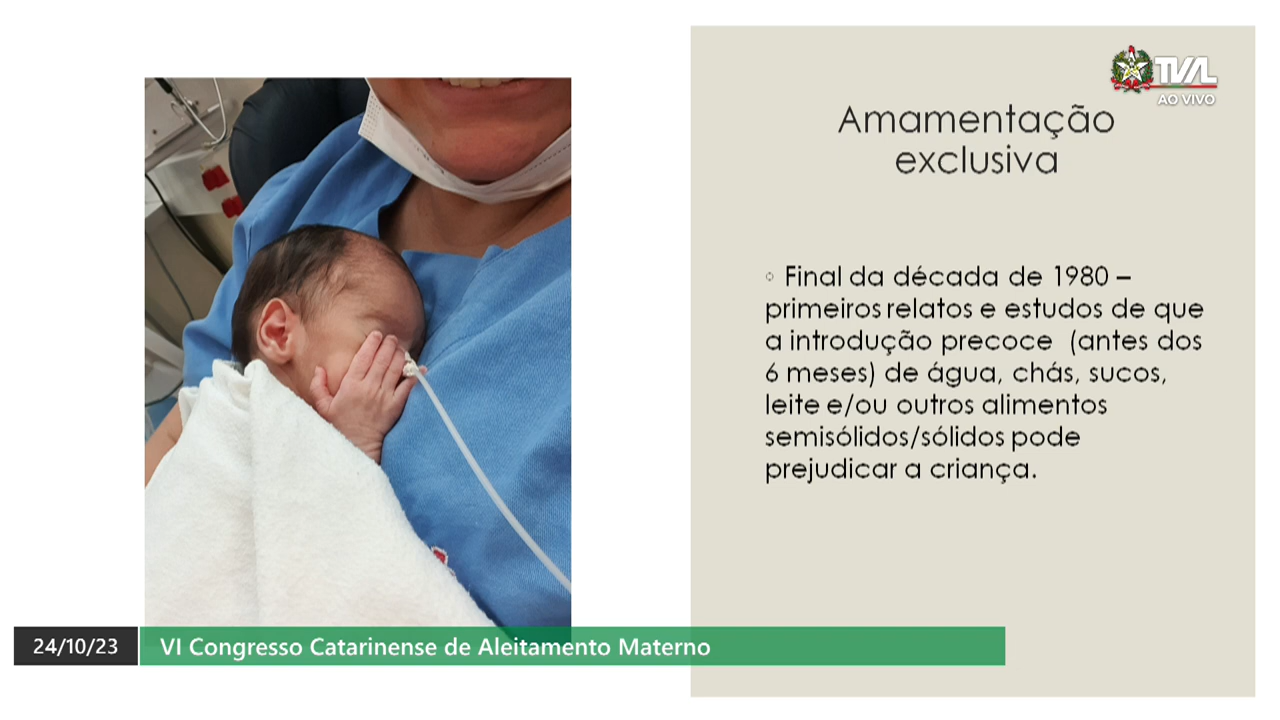 TVAL
AO VIVO
Amamentação
exclusiva
Final da década de 1980 –
primeiros relatos e estudos de que
a introdução precoce (antes dos
6 meses) de água, chás, sucos,
leite e/ou outros alimentos
semisólidos/sólidos pode
prejudicar a criança.
24/10/23
VI Congresso Catarinense de Aleitamento Materno